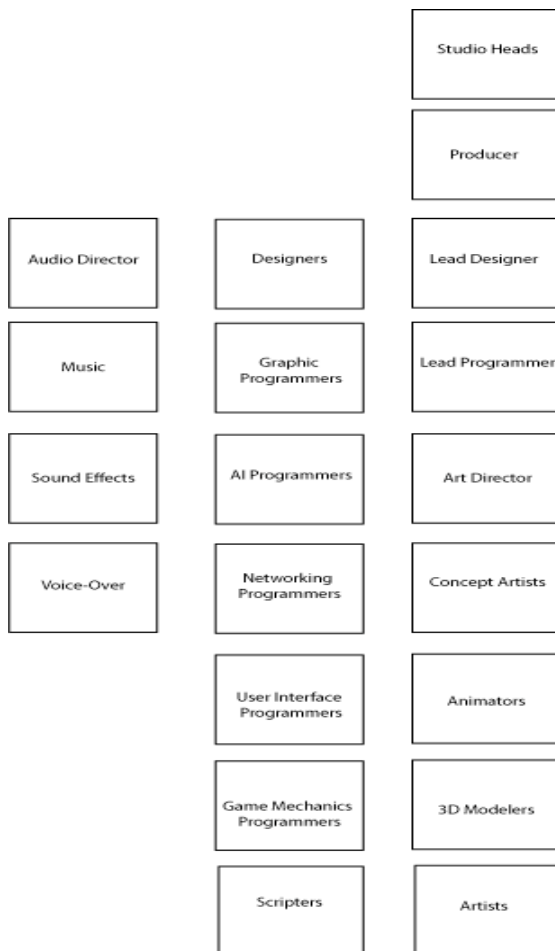 Studio Heads
Producer
Audio Director
Designers
Lead Designer
Music
Graphic
Programmers
Lead Programmer
Sound Effects
AI Programmers
Art Director
Voice-Over
Networking
Programmers
Concept Artists
User Interface
Programmers
Animators
Game Mechanics
Programmers
3D Modelers
Scripters
Artists